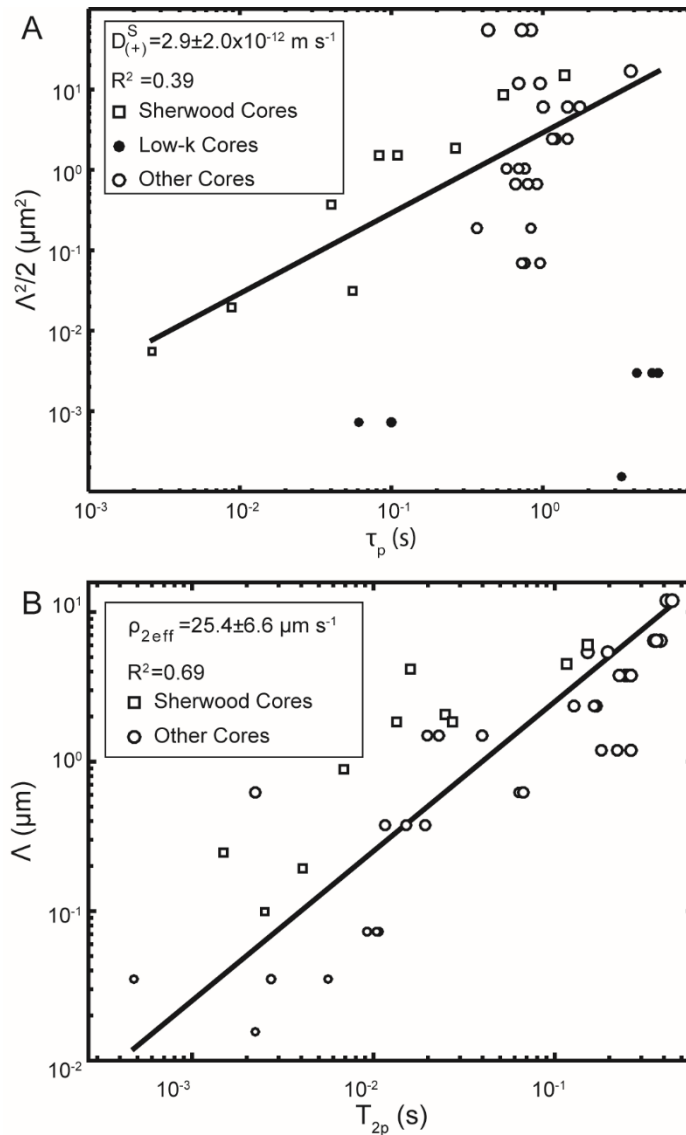 A
D^S_(+)=2.9±2.0x10^-12 m s^-1
R^2 =0.39
Sherwood Cores
Low-k Cores
Other Cores
10^1
10^0
10^-1
10^-2
10^-3
Λ^2/2 (μm^2)
10^-3 10^-2 10^-1 10^0
τ_p (s)
B
ρ_2eff =25.4±6.6 μm s^-1
R^2=0.69
Sherwood Cores
Other Cores
10^1
10^0
10^-1
10^-2
Λ (μm)
10^-3 10^-2 10^-1
T_2p (s)